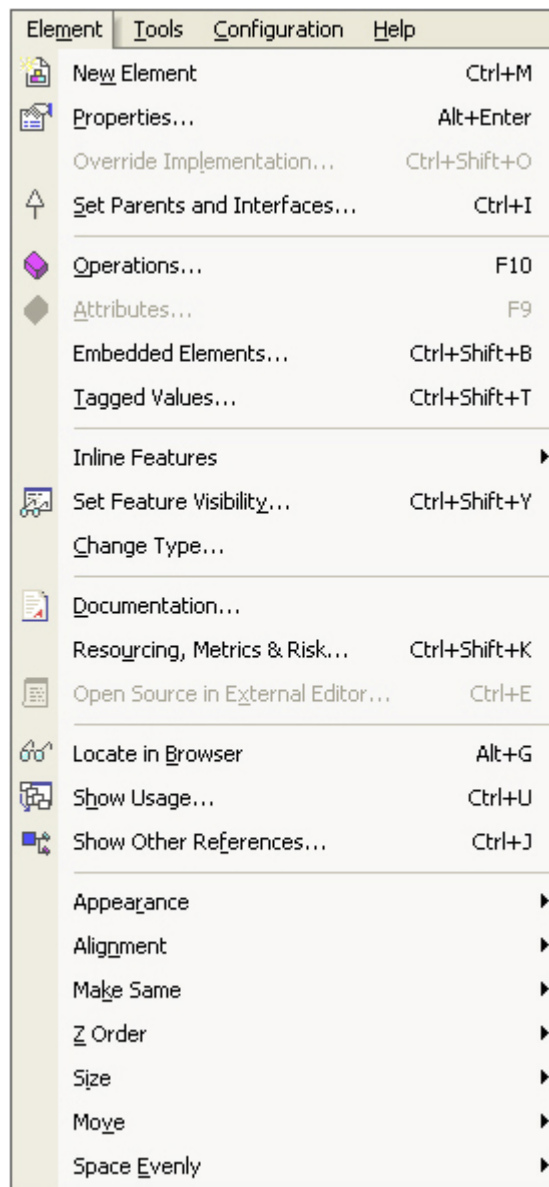 Element Tools Configuration Help
New Element Ctrl+M
Properties... Alt+Enter
Override Implementation... Ctrl+Shift+O
Set Parents and Interfaces... Ctrl+I
Operations... F10
Attributes... F9
Embedded Elements... Ctrl+Shift+B
Tagged Values... Ctrl+Shift+T
Inline Features
Set Feature Visibility... Ctrl+Shift+Y
Change Type...
Documentation...
Resourcing, Metrics & Risk... Ctrl+Shift+K
Open Source in External Editor... Ctrl+E
Locate in Browser Alt+G
Show Usage... Ctrl+U
Show Other References... Ctrl+J
Appearance
Alignment
Make Same
Z Order
Size
Move
Space Evenly